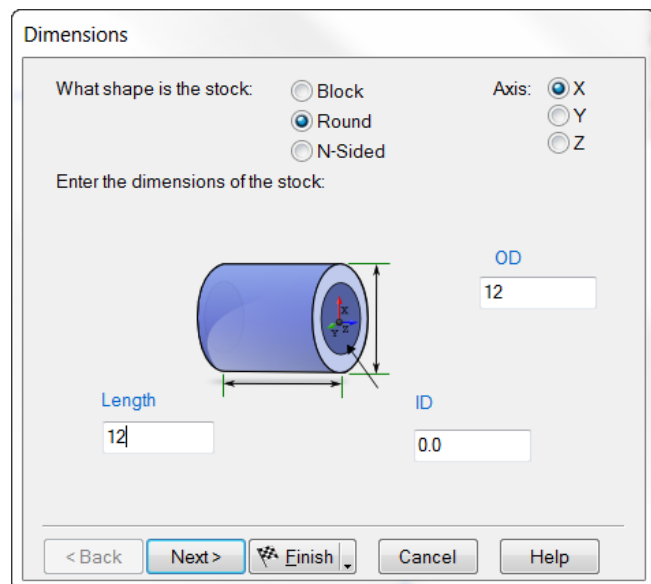 Dimensions
What shape is the stock: Block Axis: X
Round Y
N-Sided Z
Enter the dimensions of the stock:
OD
12
X
Y Z
Length ID
12 0.0
< Back Next > Finish Cancel Help